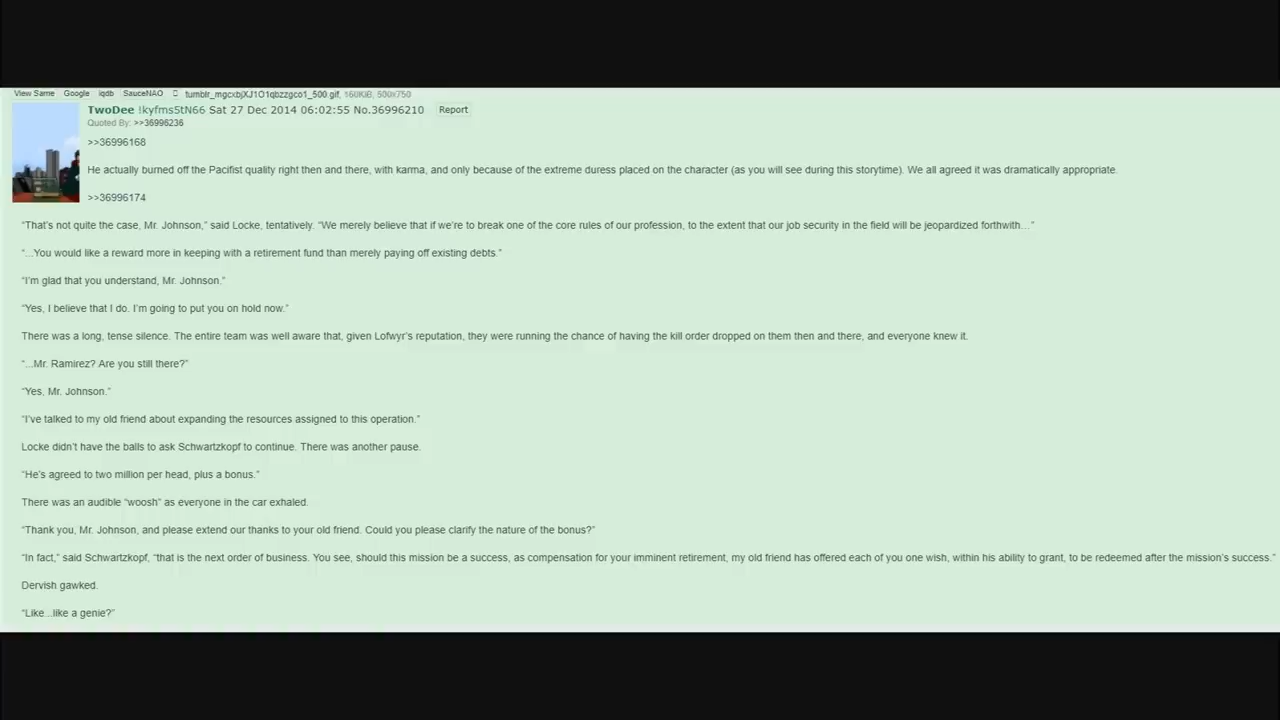 View Same Google iqdb SauceNAO tumblr_mgcxbjXJ1O1qbzzgco1_500.gif, 160KiB, 500x750
TwoDee !kyfms5tN66 Sat 27 Dec 2014 06:02:55 No.36996210 Report
Quoted By: >>36996236
>>36996168
He actually burned off the Pacifist quality right then and there, with karma, and only because of the extreme duress placed on the character (as you will see during this storytime). We all agreed it was dramatically appropriate.
>>36996174
“That’s not quite the case, Mr. Johnson,” said Locke, tentatively. “We merely believe that if we’re to break one of the core rules of our profession, to the extent that our job security in the field will be jeopardized forthwith…”
“...You would like a reward more in keeping with a retirement fund than merely paying off existing debts.”
“I’m glad that you understand, Mr. Johnson.”
“Yes, I believe that I do. I’m going to put you on hold now.”
There was a long, tense silence. The entire team was well aware that, given Lofwyr’s reputation, they were running the chance of having the kill order dropped on them then and there, and everyone knew it.
“...Mr. Ramirez? Are you still there?”
“Yes, Mr. Johnson.”
“I’ve talked to my old friend about expanding the resources assigned to this operation.”
Locke didn’t have the balls to ask Schwartzkopf to continue. There was another pause.
“He’s agreed to two million per head, plus a bonus.”
There was an audible “woosh” as everyone in the car exhaled.
“Thank you, Mr. Johnson, and please extend our thanks to your old friend. Could you please clarify the nature of the bonus?”
“In fact,” said Schwartzkopf, “that is the next order of business. You see, should this mission be a success, as compensation for your imminent retirement, my old friend has offered each of you one wish, within his ability to grant, to be redeemed after the mission’s success.”
Dervish gawked.
“Like...like a genie?”